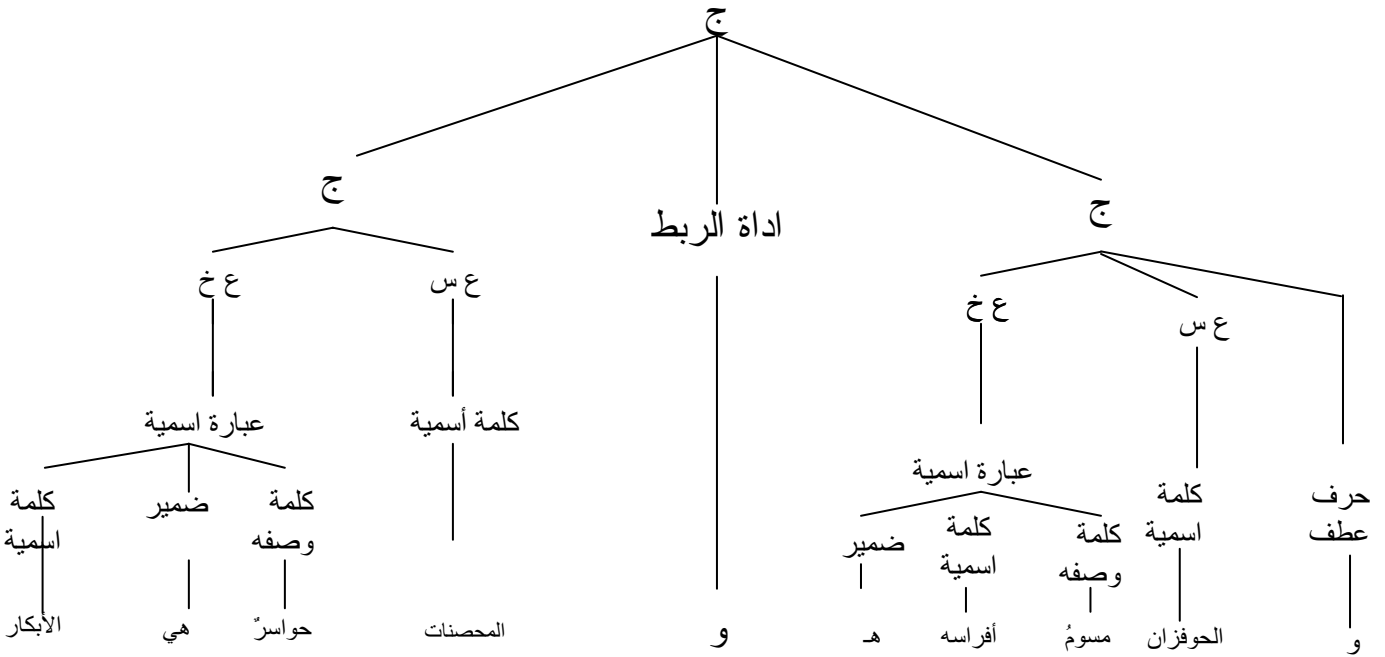 ج
ج
ج
اداة الربط
ع خ
ع س
ع خ
ع س
عبارة اسمية
كلمة أسمية
عبارة اسمية
حرف
عطف
كلمة
اسمية
كلمة
وصفه
كلمة
اسمية
ضمير
كلمة
وصفه
ضمير
كلمة
اسمية
و
الحوفزان
مسومُ
أفراسه
هـ
و
المحصنات
حواسرٌ
هي
الأبكار